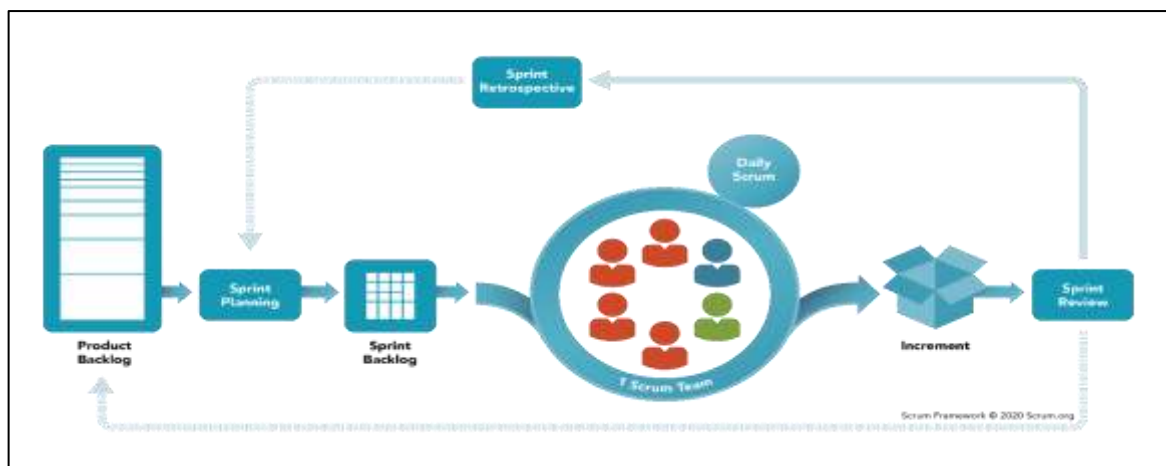 Sprint
Retrospective
Daily
Scrum
Sprint
Planning
Product
Backlog
Sprint
Backlog
1 Scrum Team
Increment
Sprint
Review
Scrum Framework © 2020 Scrum.org